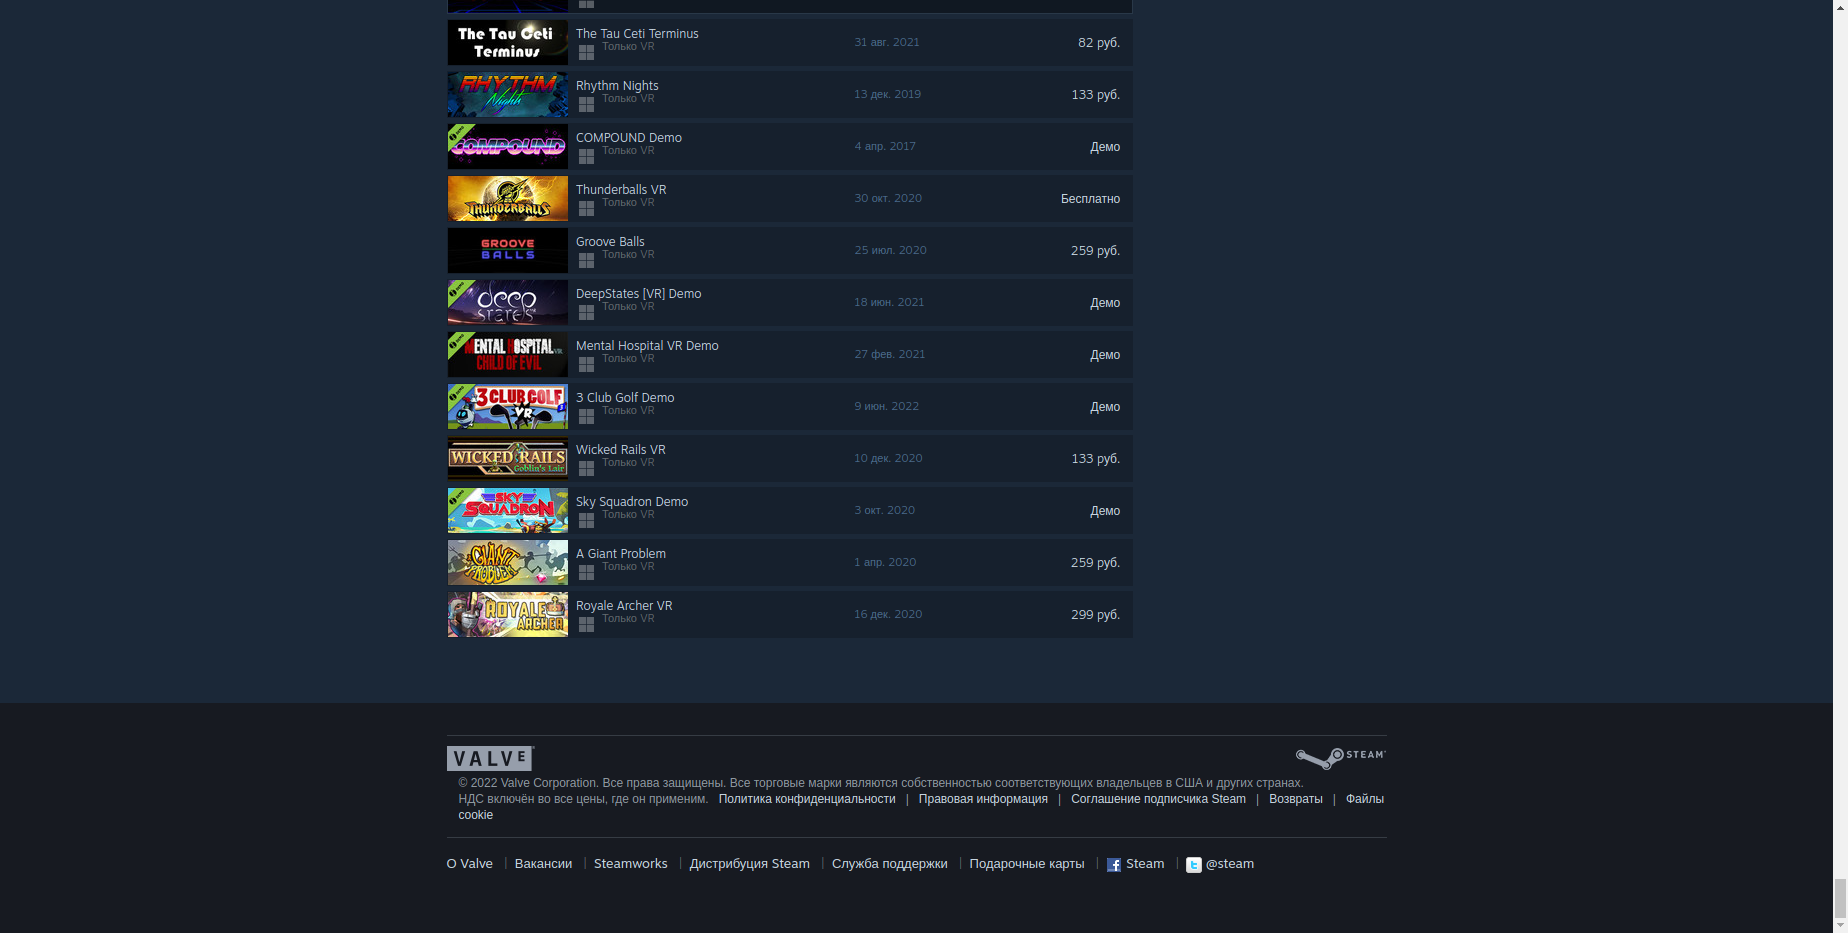 The Tau Ceti
Terminus
The Tau Ceti Terminus
Только VR
31 авг. 2021
82 руб.
RHYTHM
Nights
Rhythm Nights
Только VR
13 дек. 2019
133 руб.
COMPOUND
COMPOUND Demo
Только VR
4 апр. 2017
Демо
THUNDERBALLS
Thunderballs VR
Только VR
30 окт. 2020
Бесплатно
GROOVE
BALLS
Groove Balls
Только VR
25 июл. 2020
259 руб.
deep
states
DeepStates [VR] Demo
Только VR
18 июн. 2021
Демо
MENTAL HOSPITAL VR
CHILD OF EVIL
Mental Hospital VR Demo
Только VR
27 фев. 2021
Демо
3 CLUB GOLF
VR
3 Club Golf Demo
Только VR
9 июн. 2022
Демо
WICKED RAILS
Goblin's Lair
Wicked Rails VR
Только VR
10 дек. 2020
133 руб.
SKY
SQUADRON
Sky Squadron Demo
Только VR
3 окт. 2020
Демо
GIANT
PROBLEM
A Giant Problem
Только VR
1 апр. 2020
259 руб.
ROYALE
ARCHER
Royale Archer VR
Только VR
16 дек. 2020
299 руб.
VALVE
STEAM
© 2022 Valve Corporation. Все права защищены. Все торговые марки являются собственностью соответствующих владельцев в США и других странах.
НДС включён во все цены, где он применим. Политика конфиденциальности | Правовая информация | Соглашение подписчика Steam | Возвраты | Файлы
cookie
О Valve | Вакансии | Steamworks | Дистрибуция Steam | Служба поддержки | Подарочные карты | Steam | @steam